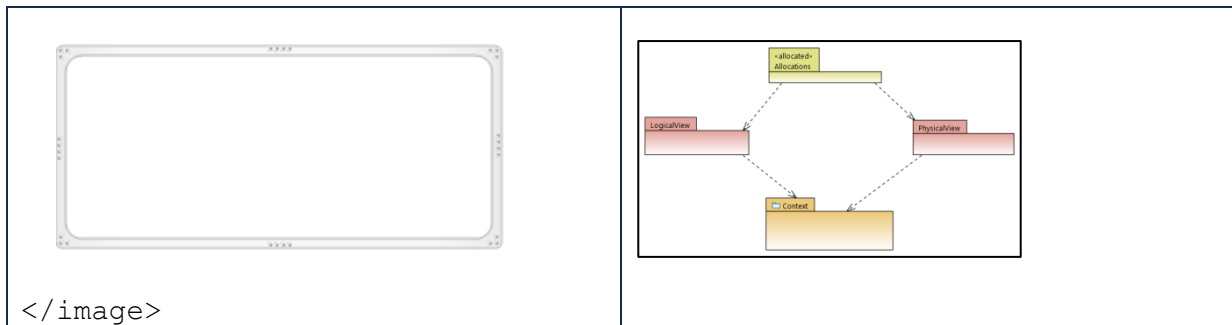 «allocated»
Allocations
LogicalView
PhysicalView
Context
</image>